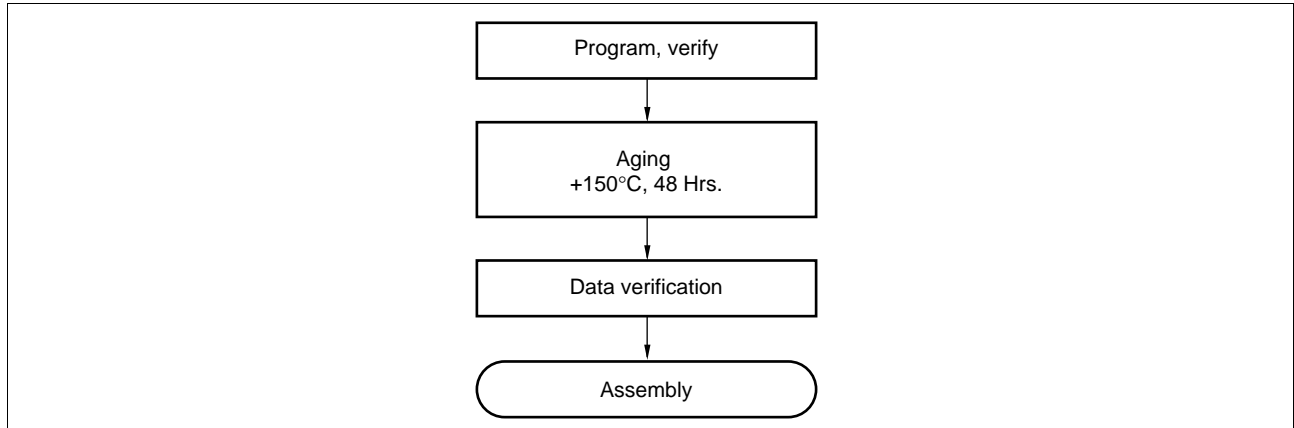 Program, verify
Aging
+150°C, 48 Hrs.
Data verification
Assembly